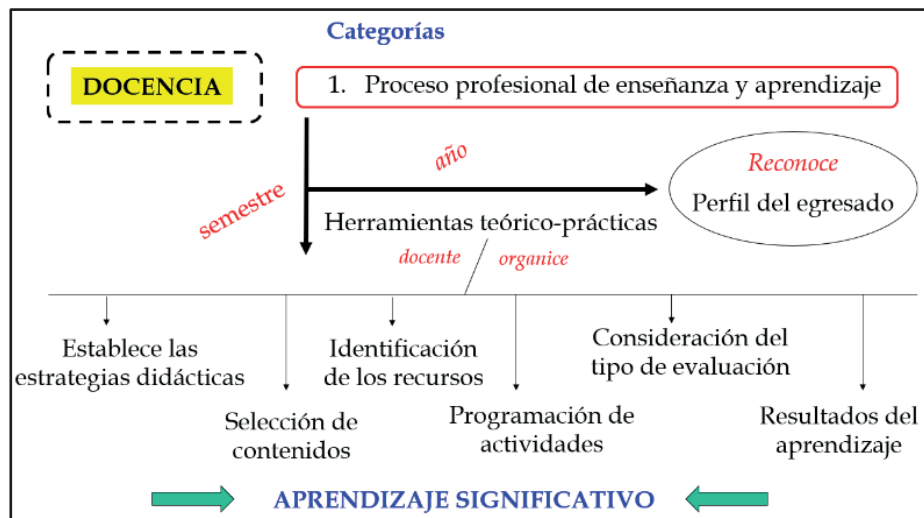 Categorías
DOCENCIA
1. Proceso profesional de enseñanza y aprendizaje
año
semestre
Reconoce
Perfil del egresado
Herramientas teórico-prácticas
docente
organice
Establece las
estrategias didácticas
Selección de
contenidos
Identificación
de los recursos
Programación de
actividades
Consideración del
tipo de evaluación
Resultados del
aprendizaje
APRENDIZAJE SIGNIFICATIVO